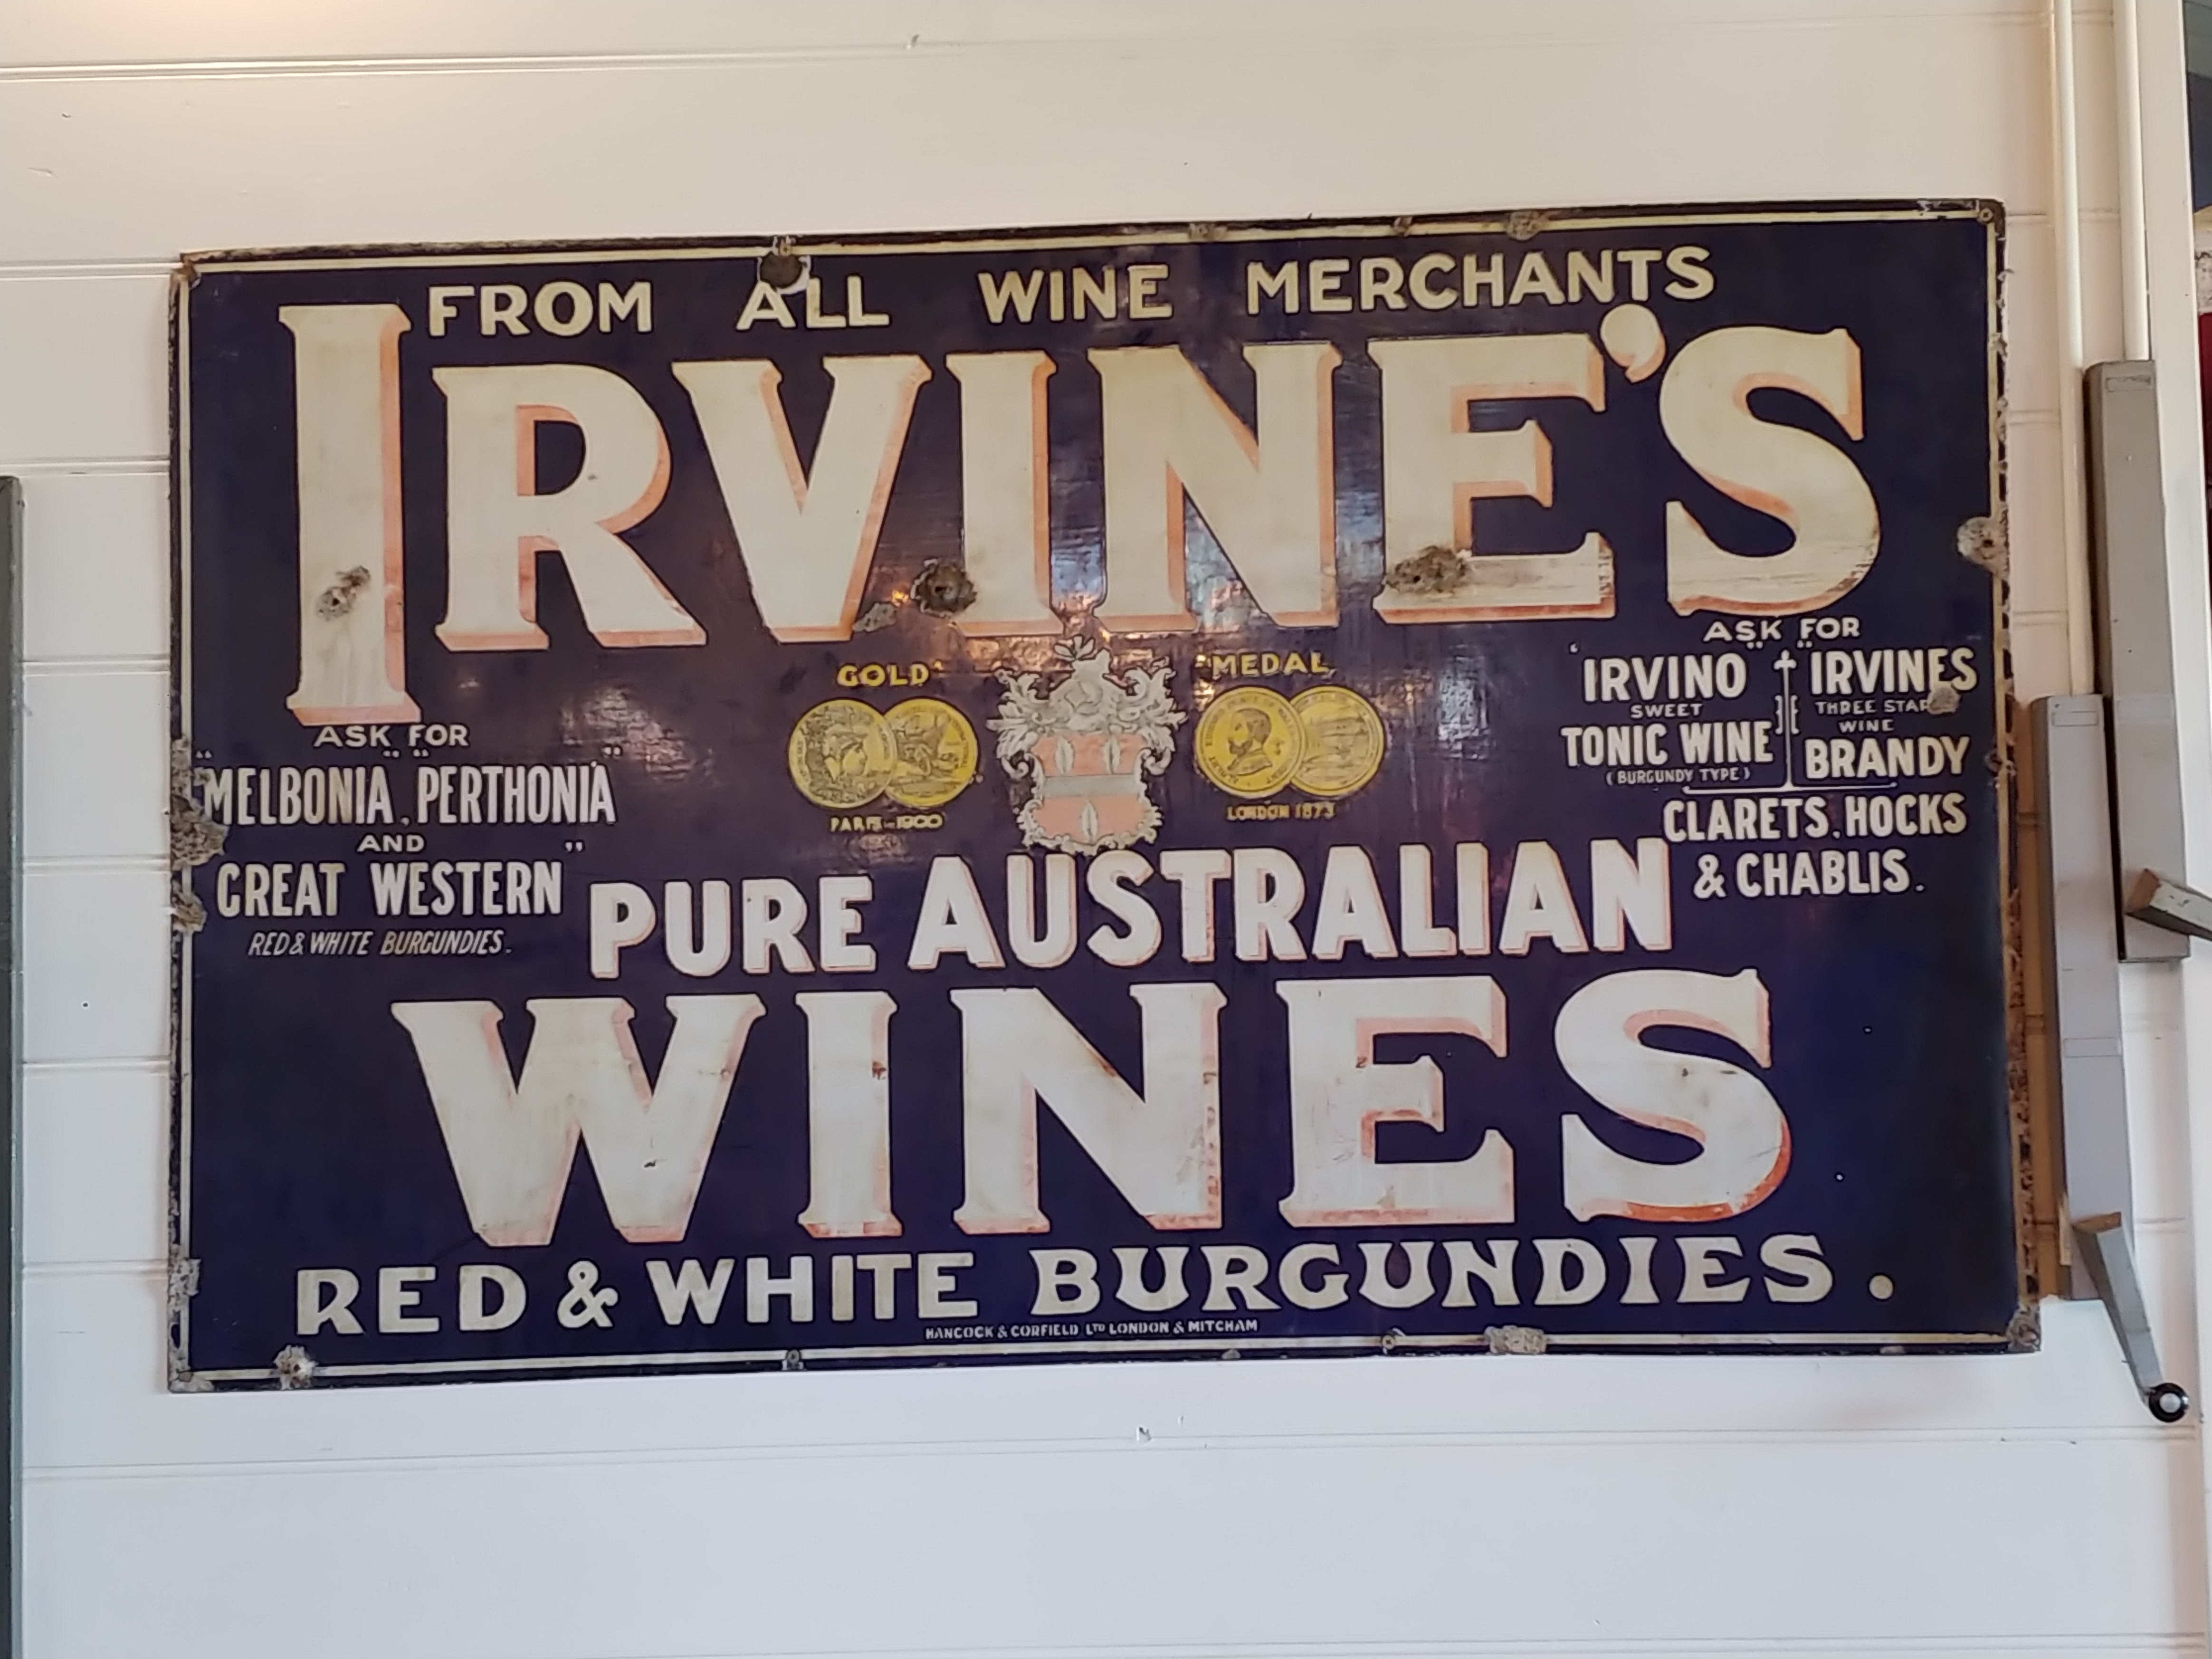 FROM ALL WINE MERCHANTS
IRVINE'S
ASK FOR
"MELBONIA", "PERTHONIA"
AND
GREAT WESTERN"
RED & WHITE BURGUNDIES.
GOLD
MEDAL
PARIS-1900
LONDON 1873
ASK FOR
"IRVINO"
SWEET
TONIC WINE
(BURGUNDY TYPE)
"IRVINES
THREE STAR
WINE
BRANDY
CLARETS, HOCKS
& CHABLIS.
PURE AUSTRALIAN
WINES
RED & WHITE BURGUNDIES.
HANCOCK & CORFIELD LTD LONDON & MITCHAM